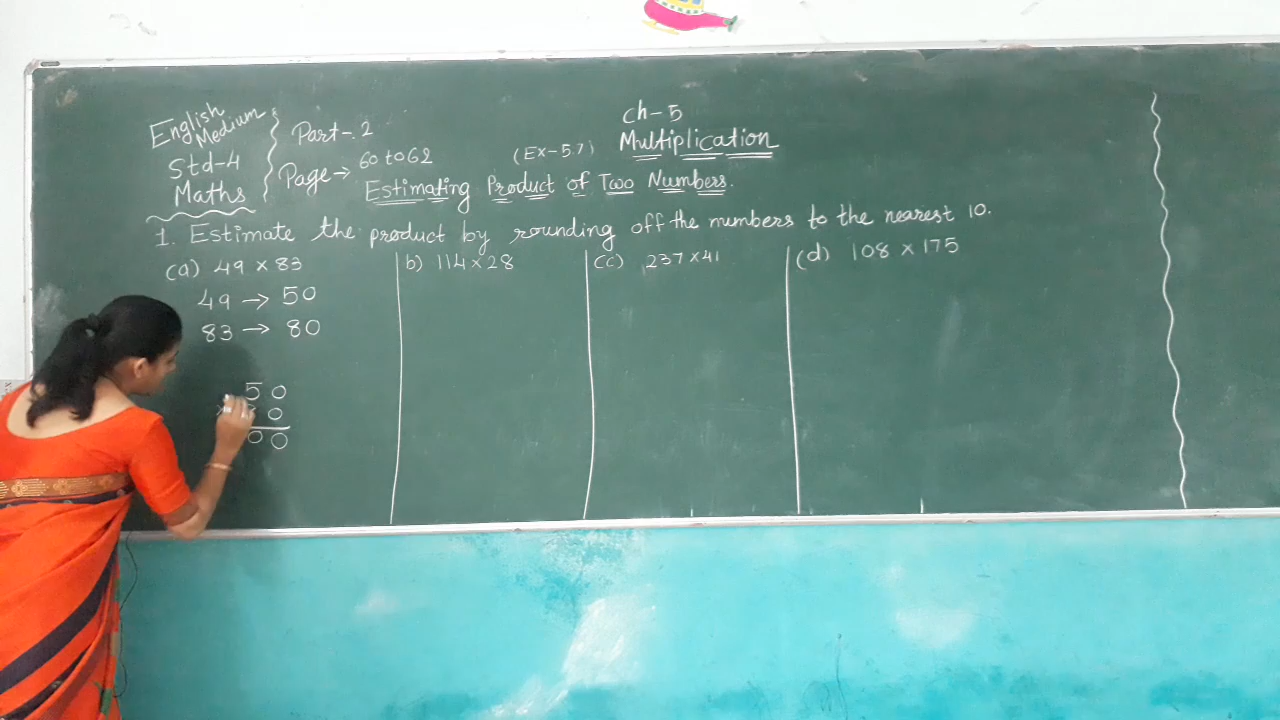 English Medium
Std-4
Maths
Part-2
Page → 60 to 62
Ch-5
(Ex-5.7) Multiplication
Estimating Product of Two Numbers.
1. Estimate the product by rounding off the numbers to the nearest 10.
(a) 49 × 83
49 → 50
83 → 80
50
0
00
b) 114 × 28
(c) 237 × 41
(d) 108 × 175